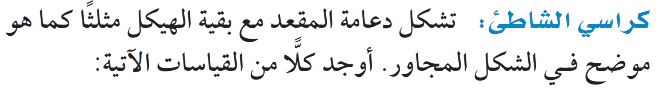 كراسي الشاطئ: تشكل دعامة المقعد مع بقية الهيكل مثلثًا كما هو
موضح في الشكل المجاور. أوجد كلًّا من القياسات الآتية: